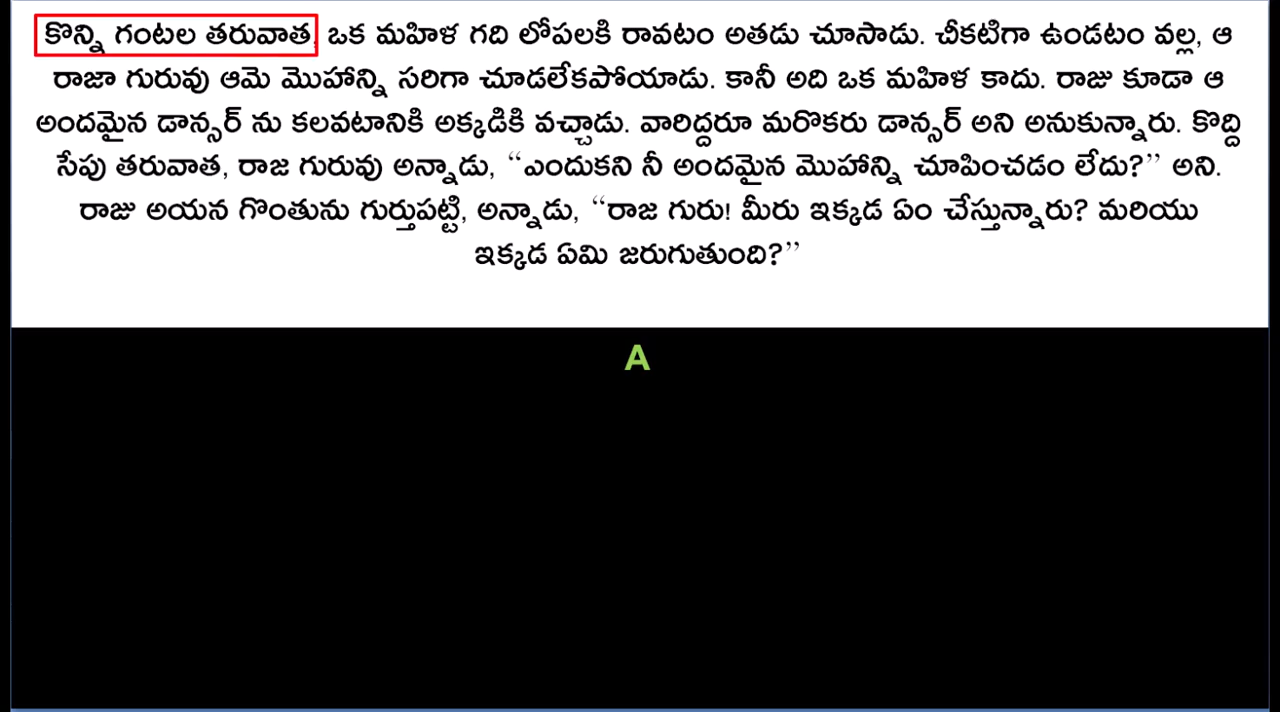 కొన్ని గంటల తరువాత, ఒక మహిళ గది లోపలకి రావటం అతడు చూసాడు. చీకటిగా ఉండటం వల్ల, ఆ
రాజా గురువు ఆమె మొహాన్ని సరిగా చూడలేకపోయాడు. కానీ అది ఒక మహిళ కాదు. రాజు కూడా ఆ
అందమైన డాన్సర్ ను కలవటానికి అక్కడికి వచ్చాడు. వారిద్దరూ మరొకరు డాన్సర్ అని అనుకున్నారు. కొద్ది
సేపు తరువాత, రాజ గురువు అన్నాడు, “ఎందుకని నీ అందమైన మొహాన్ని చూపించడం లేదు?” అని.
రాజు అయన గొంతును గుర్తుపట్టి, అన్నాడు, “రాజ గురు! మీరు ఇక్కడ ఏం చేస్తున్నారు? మరియు
ఇక్కడ ఏమి జరుగుతుంది?”
A